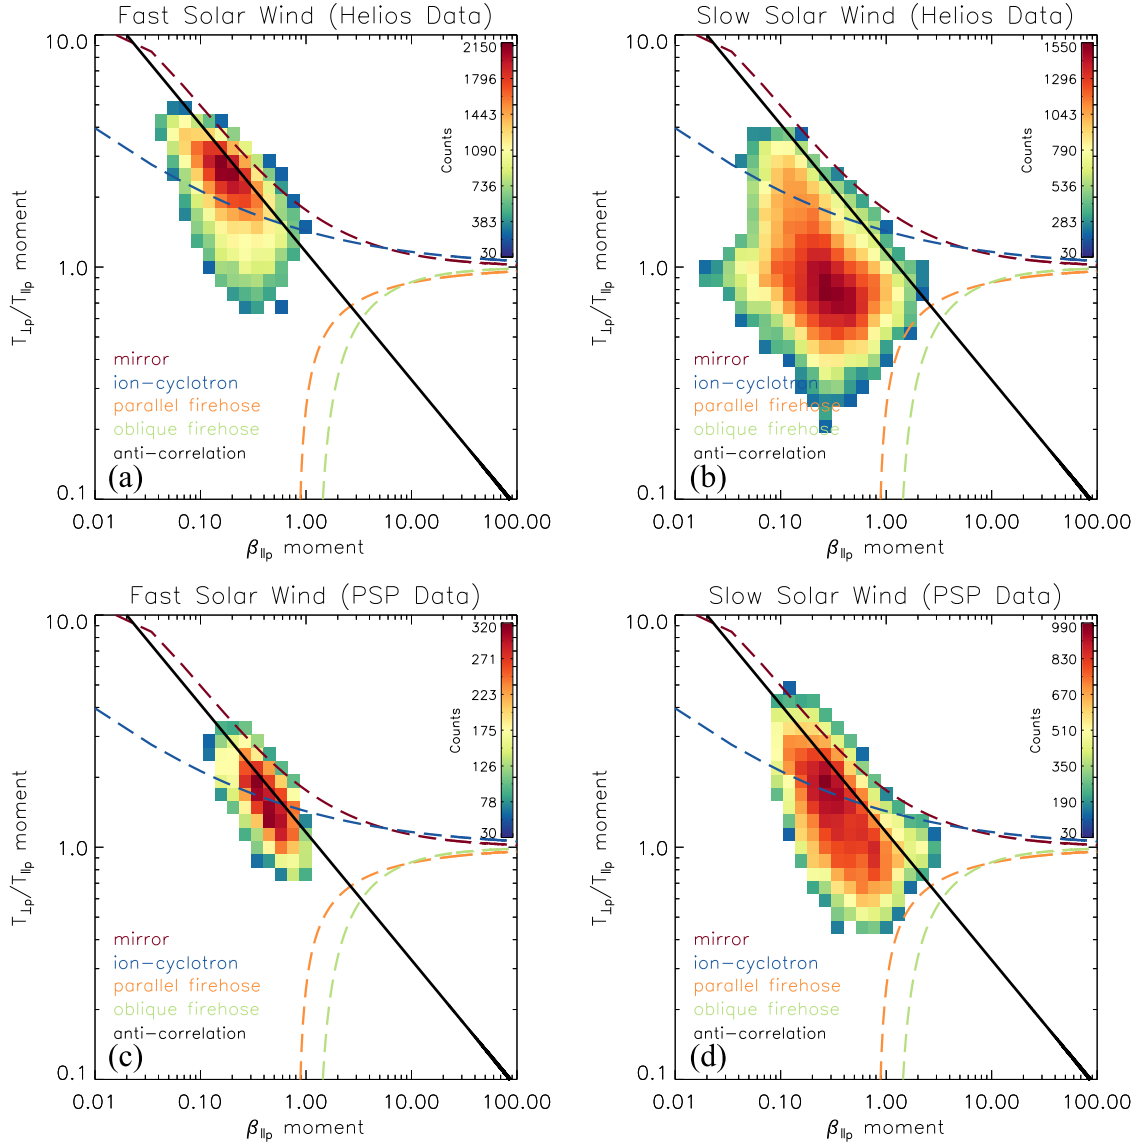 Fast Solar Wind (Helios Data)
10.0
1.0
0.1
T⊥p/T∥p moment
2150
1796
1443
1090
736
383
30
Counts
mirror
ion-cyclotron
parallel firehose
oblique firehose
anti-correlation
(a)
0.01 0.10 1.00 10.00 100.00
β∥p moment
Slow Solar Wind (Helios Data)
10.0
1.0
0.1
T⊥p/T∥p moment
1550
1296
1043
790
536
283
30
Counts
mirror
ion-cyclotron
parallel firehose
oblique firehose
anti-correlation
(b)
0.01 0.10 1.00 10.00 100.00
β∥p moment
Fast Solar Wind (PSP Data)
10.0
1.0
0.1
T⊥p/T∥p moment
320
271
223
175
126
78
30
Counts
mirror
ion-cyclotron
parallel firehose
oblique firehose
anti-correlation
(c)
0.01 0.10 1.00 10.00 100.00
β∥p moment
Slow Solar Wind (PSP Data)
10.0
1.0
0.1
T⊥p/T∥p moment
990
830
670
510
350
190
30
Counts
mirror
ion-cyclotron
parallel firehose
oblique firehose
anti-correlation
(d)
0.01 0.10 1.00 10.00 100.00
β∥p moment